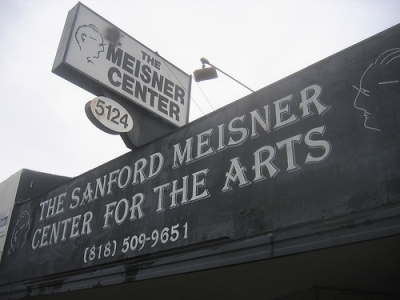 THE
MEISNER
CENTER
5124
THE SANFORD MEISNER
CENTER FOR THE ARTS
(818) 509-9651